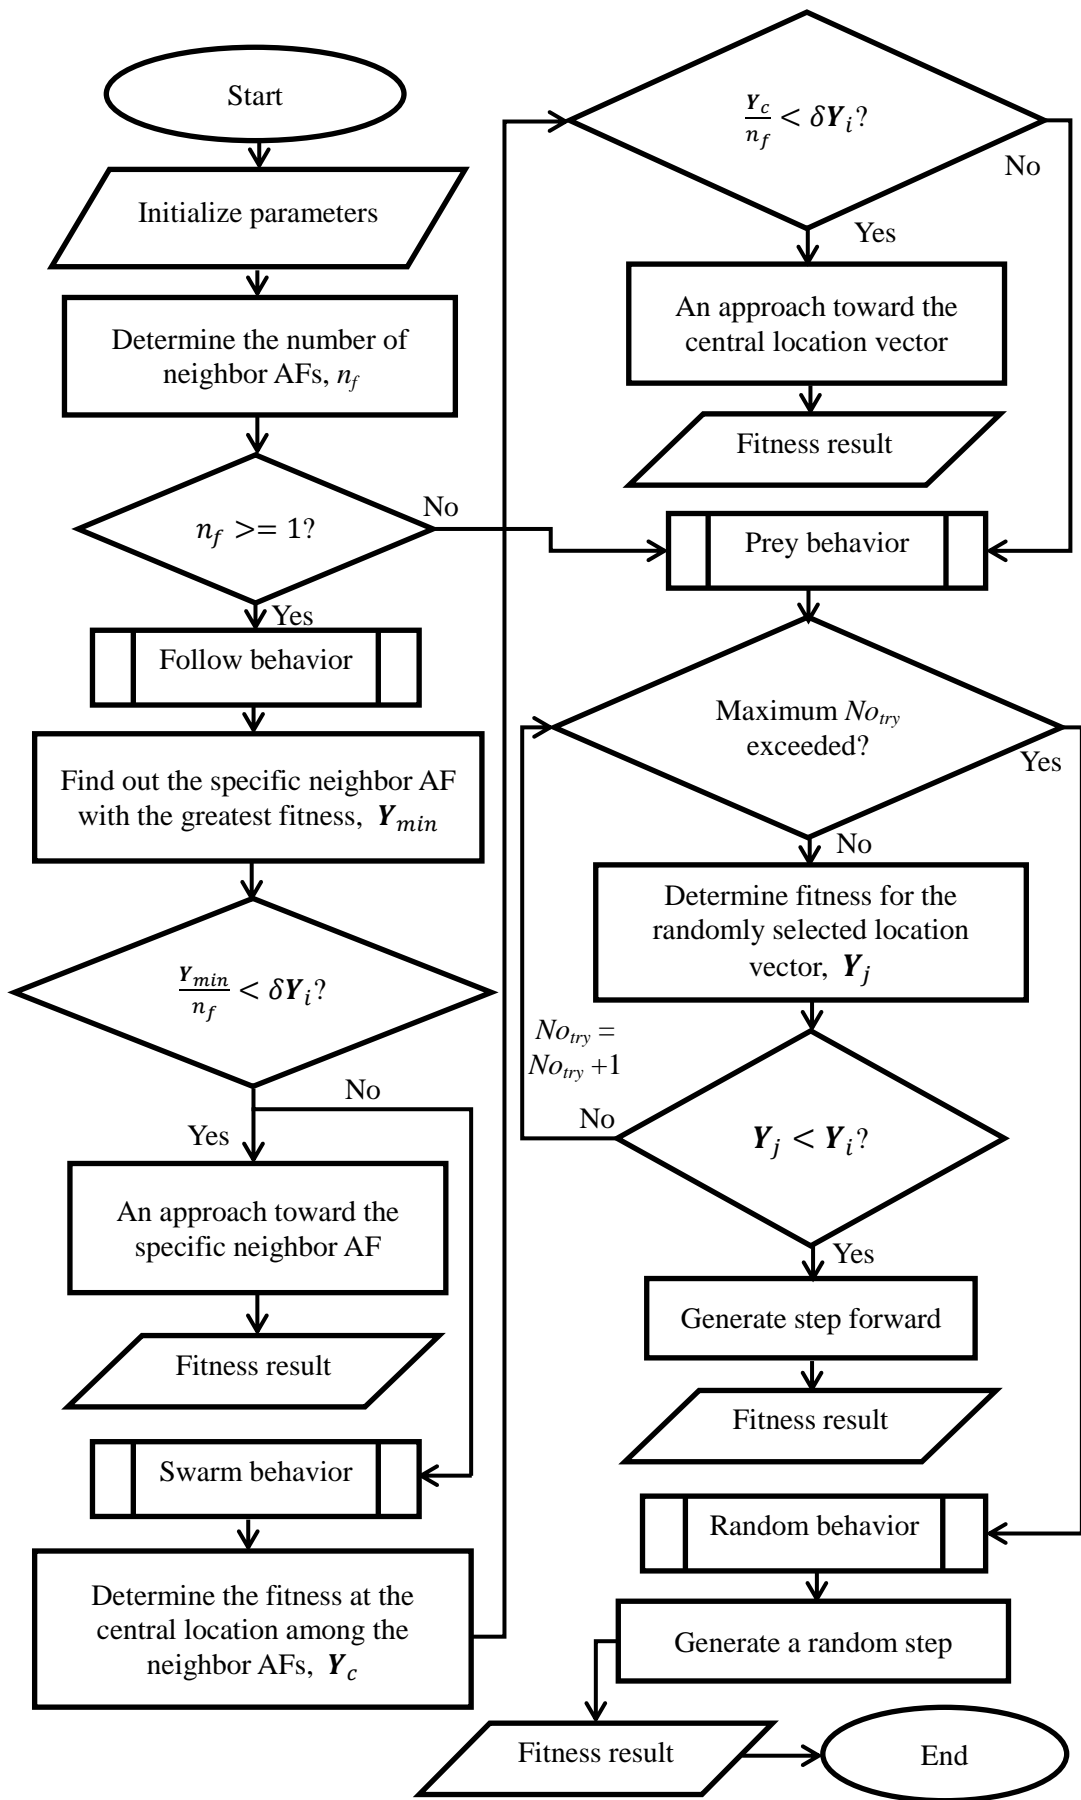 Start
Initialize parameters
Determine the number of
neighbor AFs, n_f
n_f >= 1?
No
Yes
Follow behavior
Find out the specific neighbor AF
with the greatest fitness, Y_min
Y_min/n_f < δY_i?
No
Yes
An approach toward the
specific neighbor AF
Fitness result
Swarm behavior
Determine the fitness at the
central location among the
neighbor AFs, Y_c
Y_c/n_f < δY_i?
No
Yes
An approach toward the
central location vector
Fitness result
Prey behavior
Maximum No_try
exceeded?
Yes
No
Determine fitness for the
randomly selected location
vector, Y_j
No_try =
No_try +1
No
Y_j < Y_i?
Yes
Generate step forward
Fitness result
Random behavior
Generate a random step
Fitness result
End